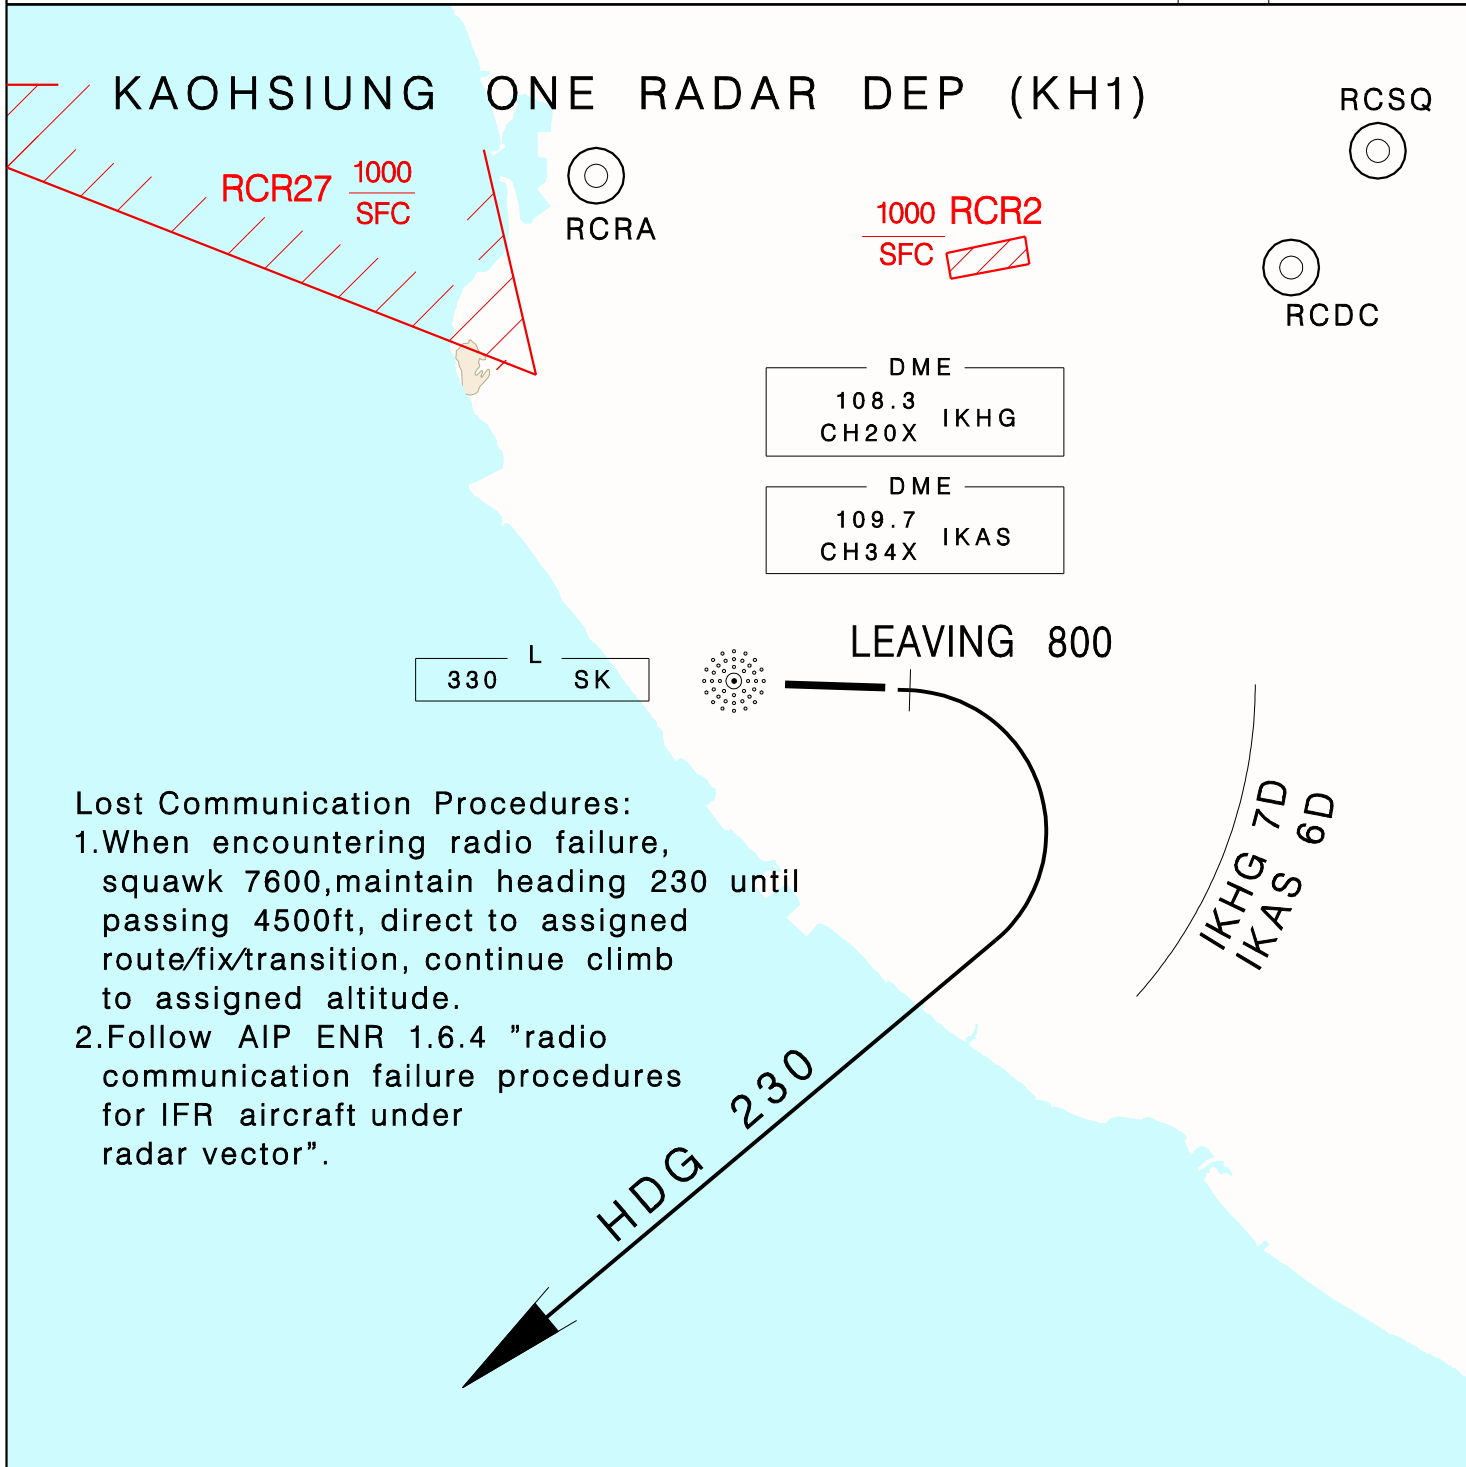 KAOHSIUNG ONE RADAR DEP (KH1)
RCSQ
RCR27 1000
SFC
RCRA
1000 RCR2
SFC
RCDC
DME
108.3
CH20X IKHG
DME
109.7
CH34X IKAS
LEAVING 800
L
330 SK
IKHG 7D
IKAS 6D
Lost Communication Procedures:
1.When encountering radio failure,
squawk 7600,maintain heading 230 until
passing 4500ft, direct to assigned
route/fix/transition, continue climb
to assigned altitude.
2.Follow AIP ENR 1.6.4 ”radio
communication failure procedures
for IFR aircraft under
radar vector”.
HDG 230